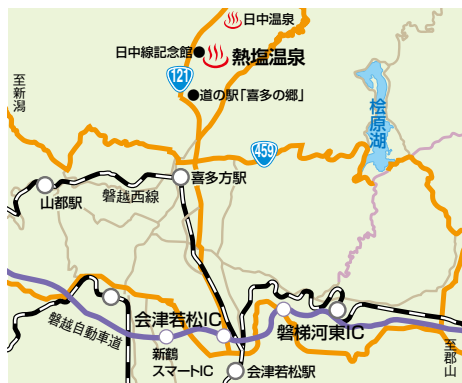 日中温泉
日中線記念館
熱塩温泉
121
道の駅「喜多の郷」
至新潟
桧原湖
459
喜多方駅
山都駅
磐越西線
会津若松IC
磐梯河東IC
磐越自動車道
新鶴
スマートIC
会津若松駅
至郡山